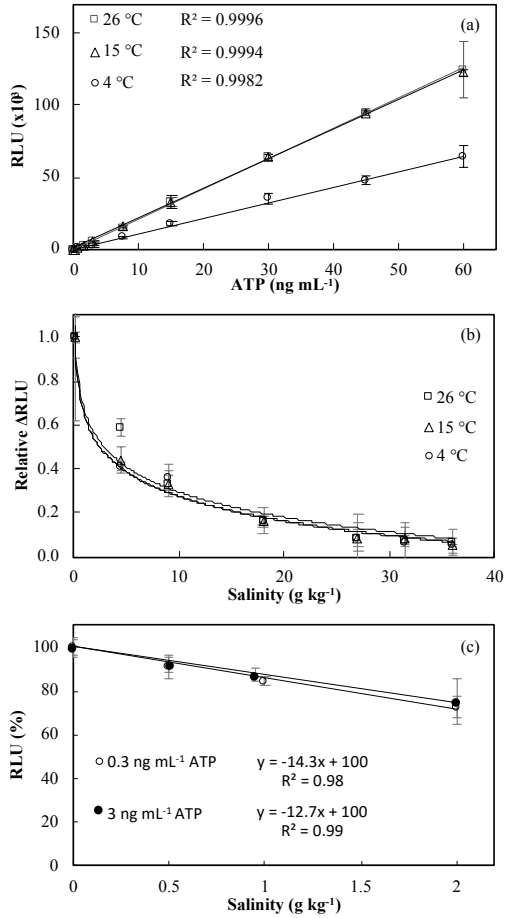 (a)
26 °C R² = 0.9996
15 °C R² = 0.9994
4 °C R² = 0.9982
RLU (x10³)
150
100
50
0
0 10 20 30 40 50 60
ATP (ng mL⁻¹)
(b)
26 °C
15 °C
4 °C
Relative ΔRLU
1.0
0.8
0.6
0.4
0.2
0.0
0 10 20 30 40
Salinity (g kg⁻¹)
(c)
RLU (%)
100
80
60
40
20
0
0.3 ng mL⁻¹ ATP y = -14.3x + 100
R² = 0.98
3 ng mL⁻¹ ATP y = -12.7x + 100
R² = 0.99
0 0.5 1 1.5 2
Salinity (g kg⁻¹)